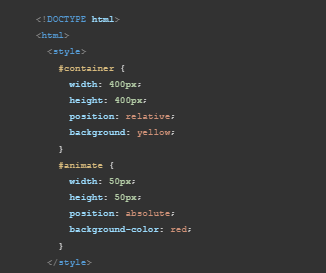 <!DOCTYPE html>
<html>
<style>
#container {
width: 400px;
height: 400px;
position: relative;
background: yellow;
}
#animate {
width: 50px;
height: 50px;
position: absolute;
background-color: red;
}
</style>